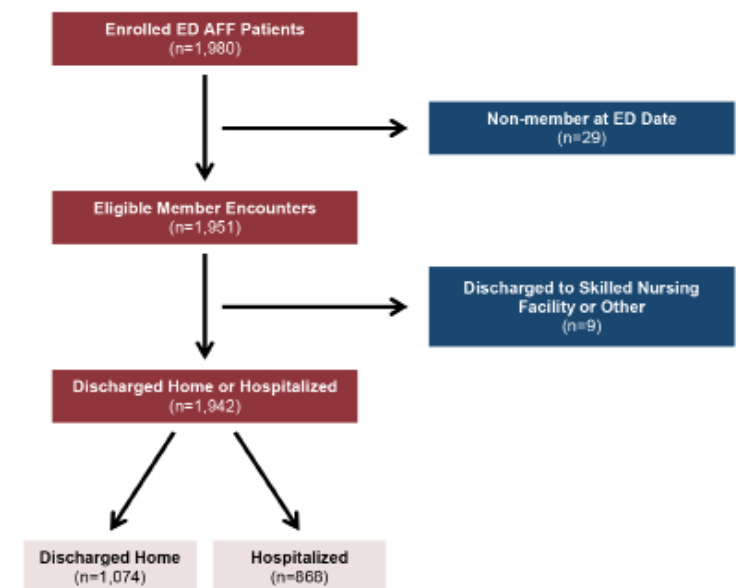 Enrolled ED AFF Patients
(n=1,980)
Non-member at ED Date
(n=29)
Eligible Member Encounters
(n=1,951)
Discharged to Skilled Nursing
Facility or Other
(n=9)
Discharged Home or Hospitalized
(n=1,942)
Discharged Home
(n=1,074)
Hospitalized
(n=868)